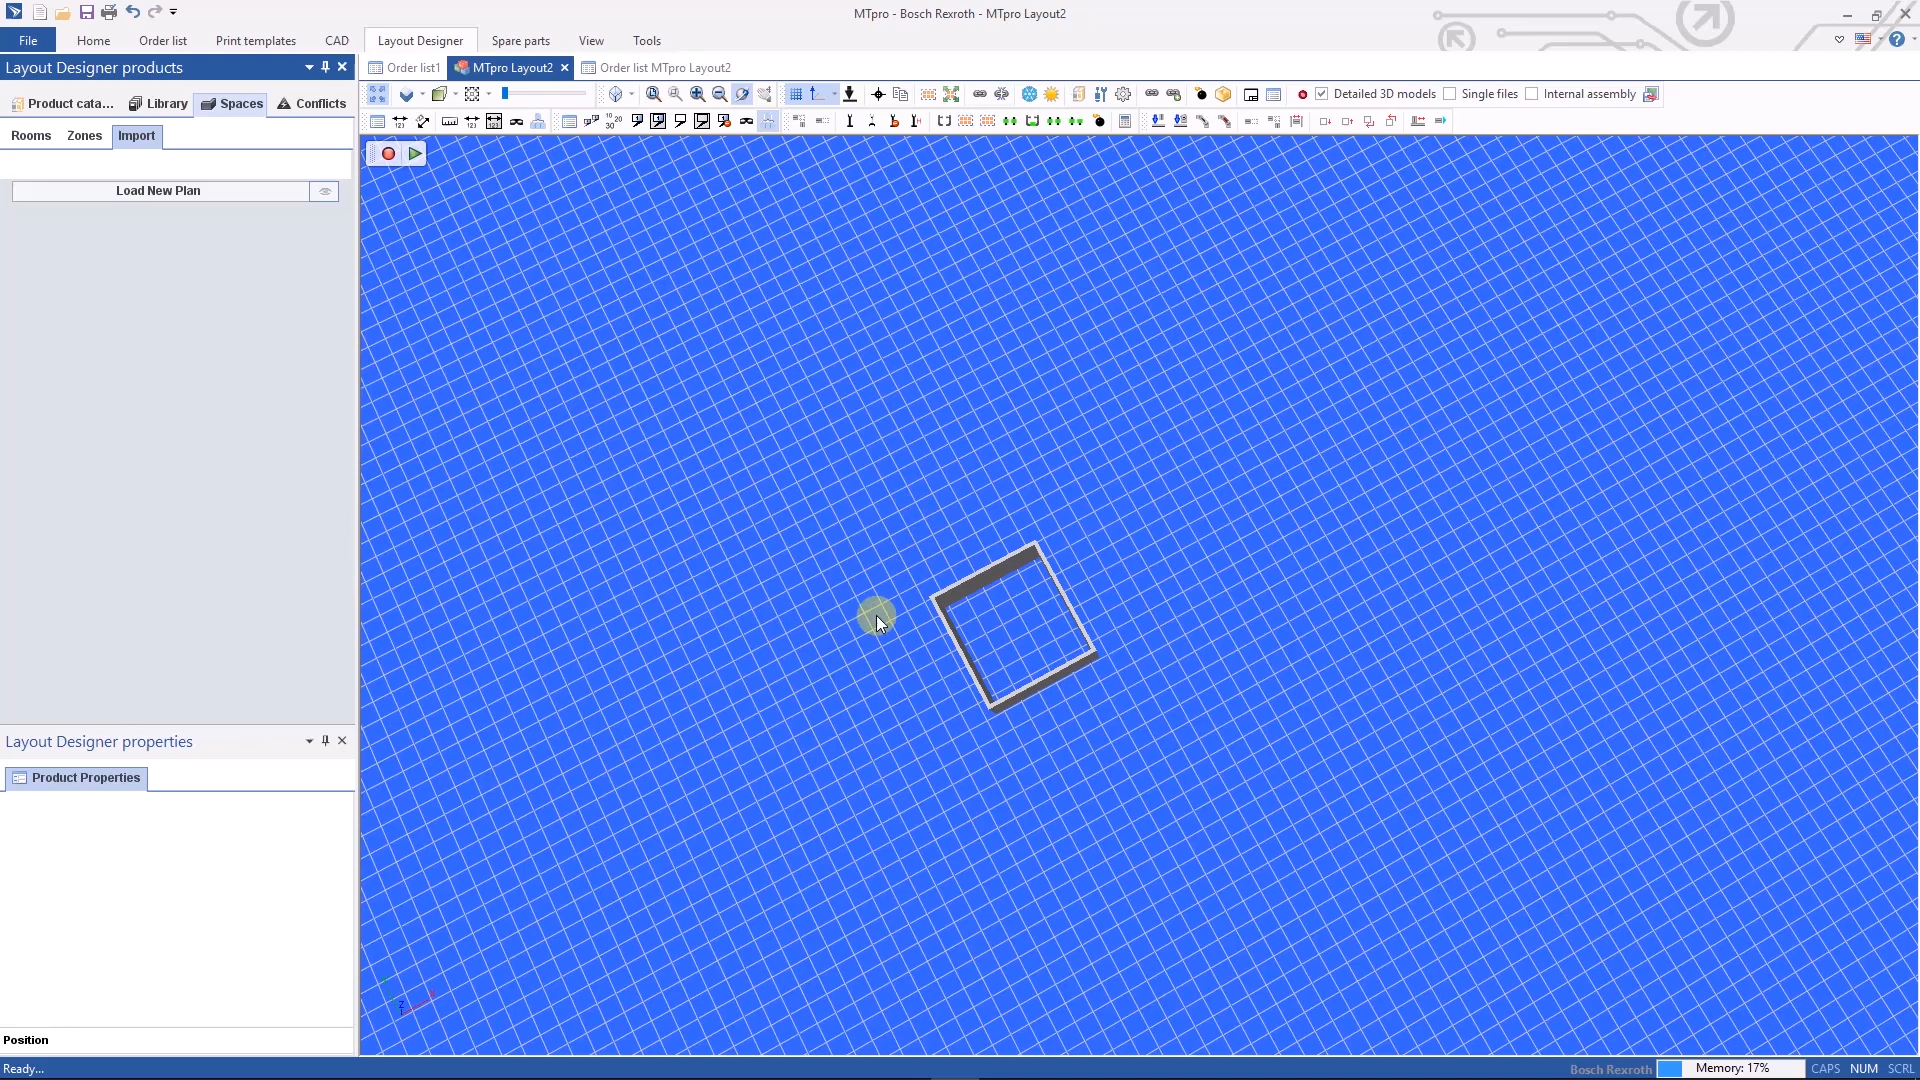 MTpro - Bosch Rexroth - MTpro Layout2
File Home Order list Print templates CAD Layout Designer Spare parts View Tools
Layout Designer products
Order list1 MTpro Layout2 Order list MTpro Layout2
Product cata... Library Spaces Conflicts
Detailed 3D models Single files Internal assembly
Rooms Zones Import
Load New Plan
Layout Designer properties
Product Properties
Z
Position
Ready...
Bosch Rexroth Memory: 17% CAPS NUM SCRL